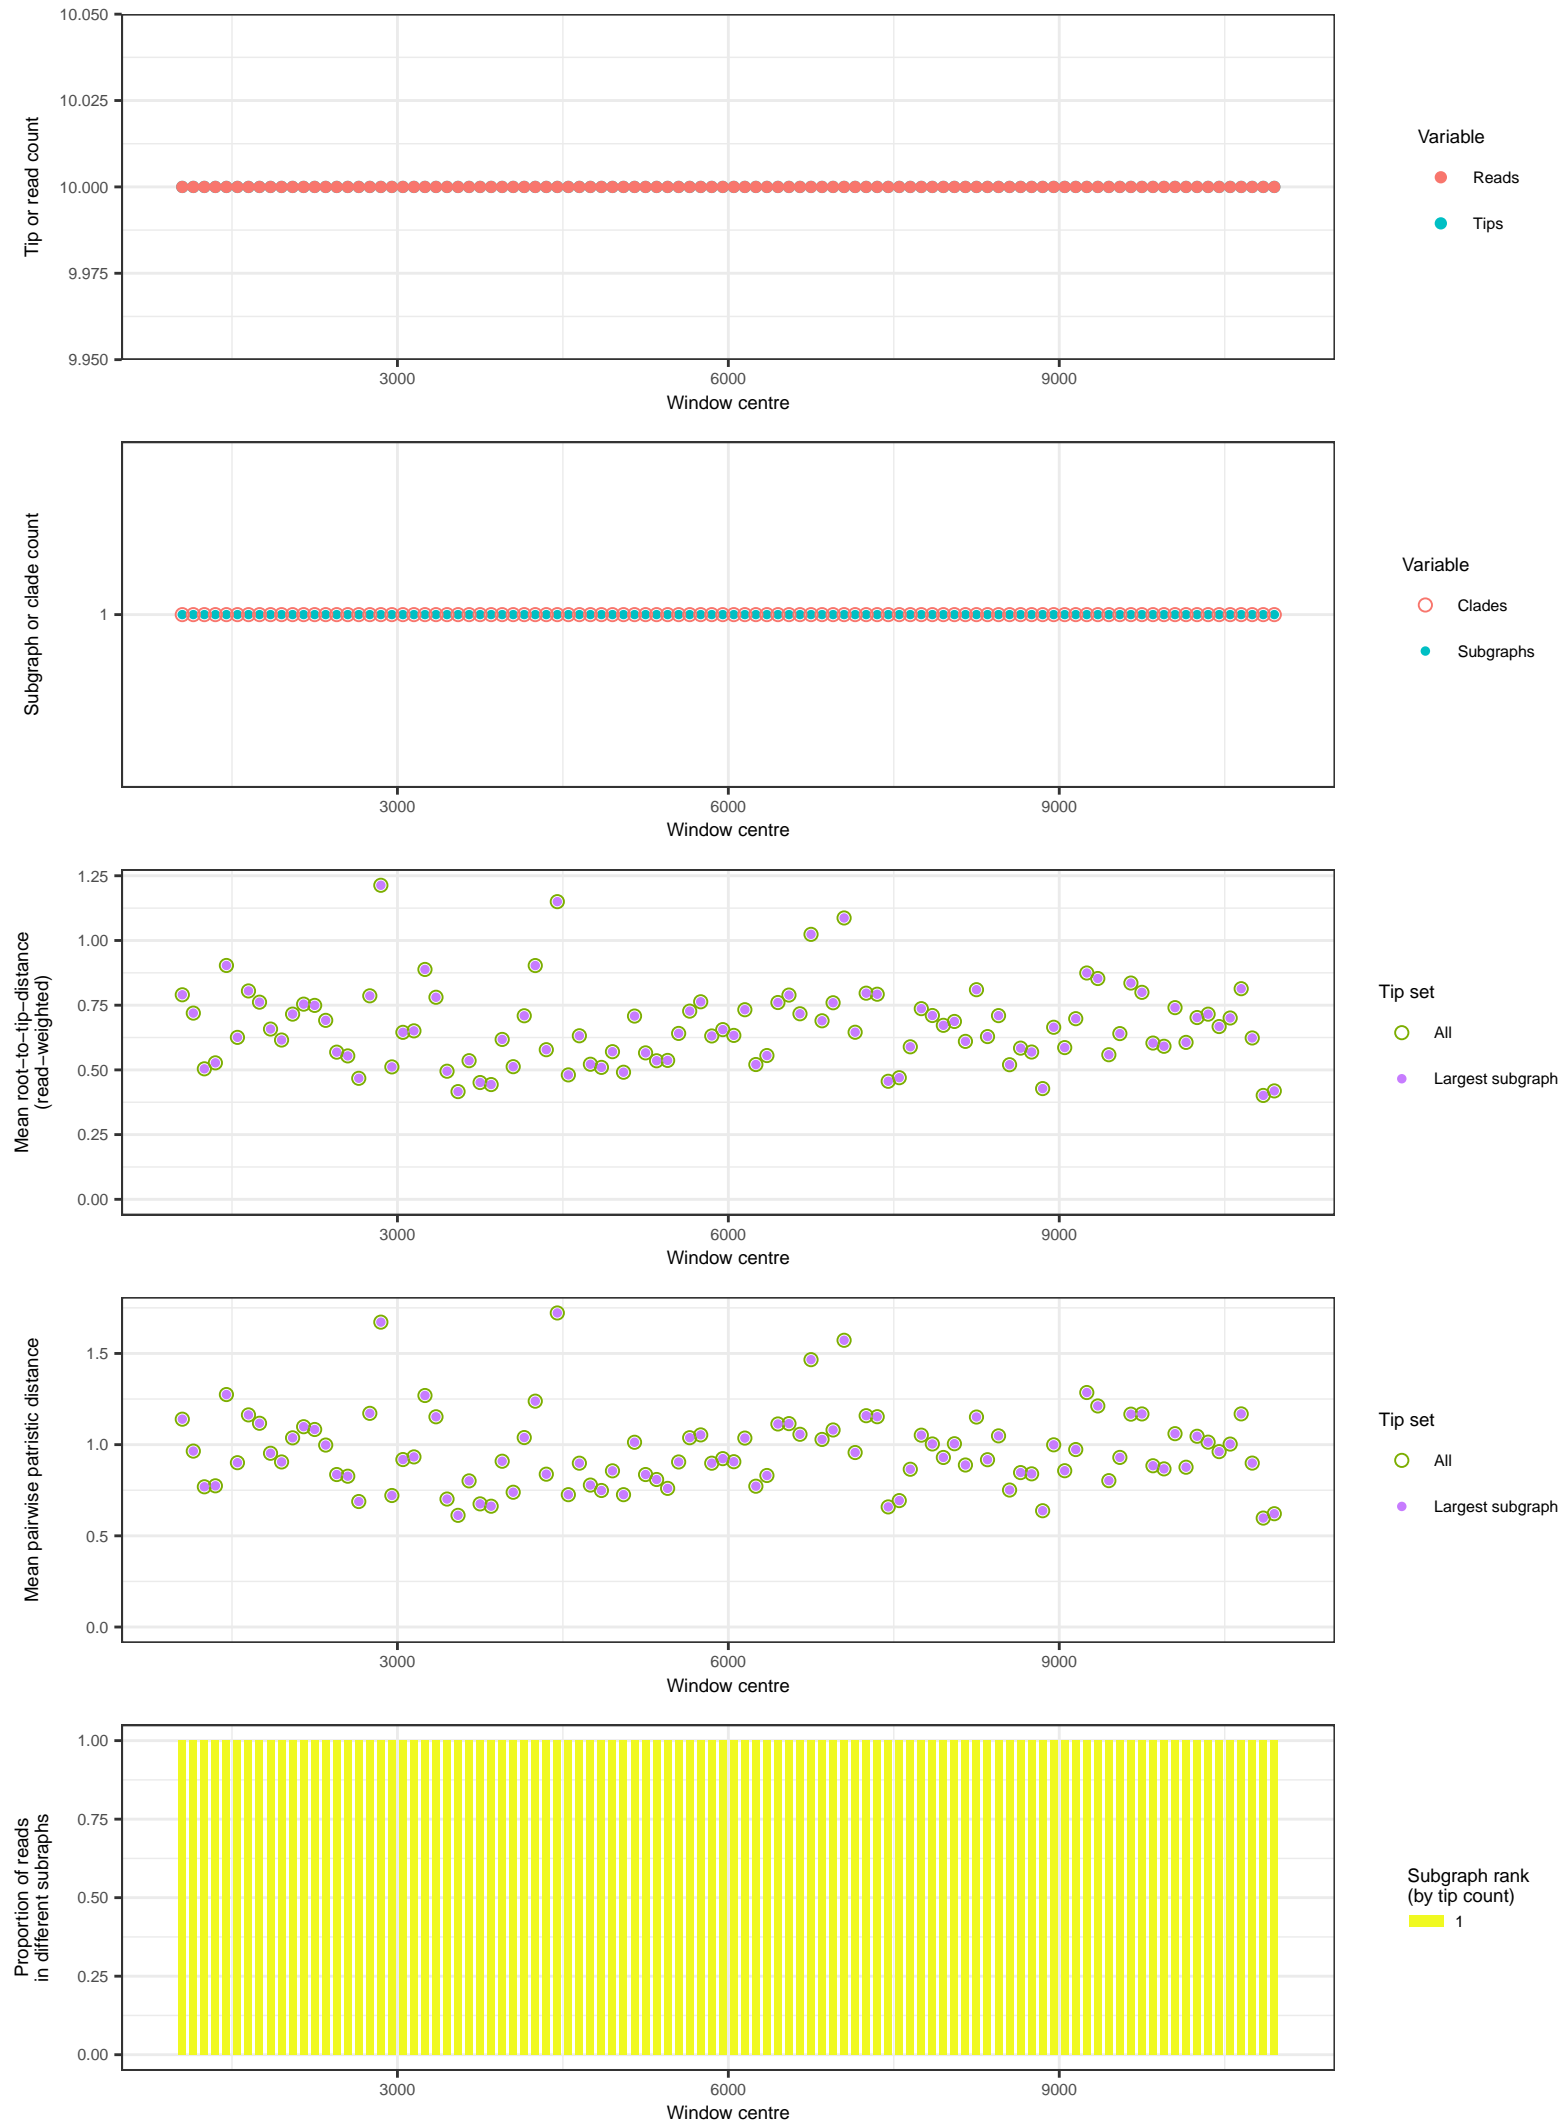 10.050
10.025
10.000
9.975
9.950
Tip or read count
3000 6000 9000
Window centre
Variable
Reads
Tips
Subgraph or clade count
1
3000 6000 9000
Window centre
Variable
Clades
Subgraphs
Mean root−to−tip−distance
(read−weighted)
1.25
1.00
0.75
0.50
0.25
0.00
3000 6000 9000
Window centre
Tip set
All
Largest subgraph
Mean pairwise patristic distance
1.5
1.0
0.5
0.0
3000 6000 9000
Window centre
Tip set
All
Largest subgraph
Proportion of reads
in different subraphs
1.00
0.75
0.50
0.25
0.00
3000 6000 9000
Window centre
Subgraph rank
(by tip count)
1